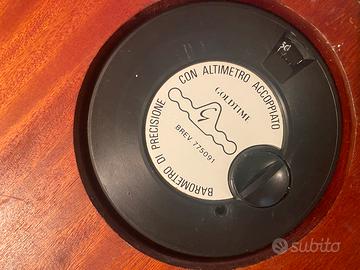 CON ALTIMETRO ACCOPPIATO
GOLDTIME
BREV 775091
BAROMETRO DI PRECISIONE
subito